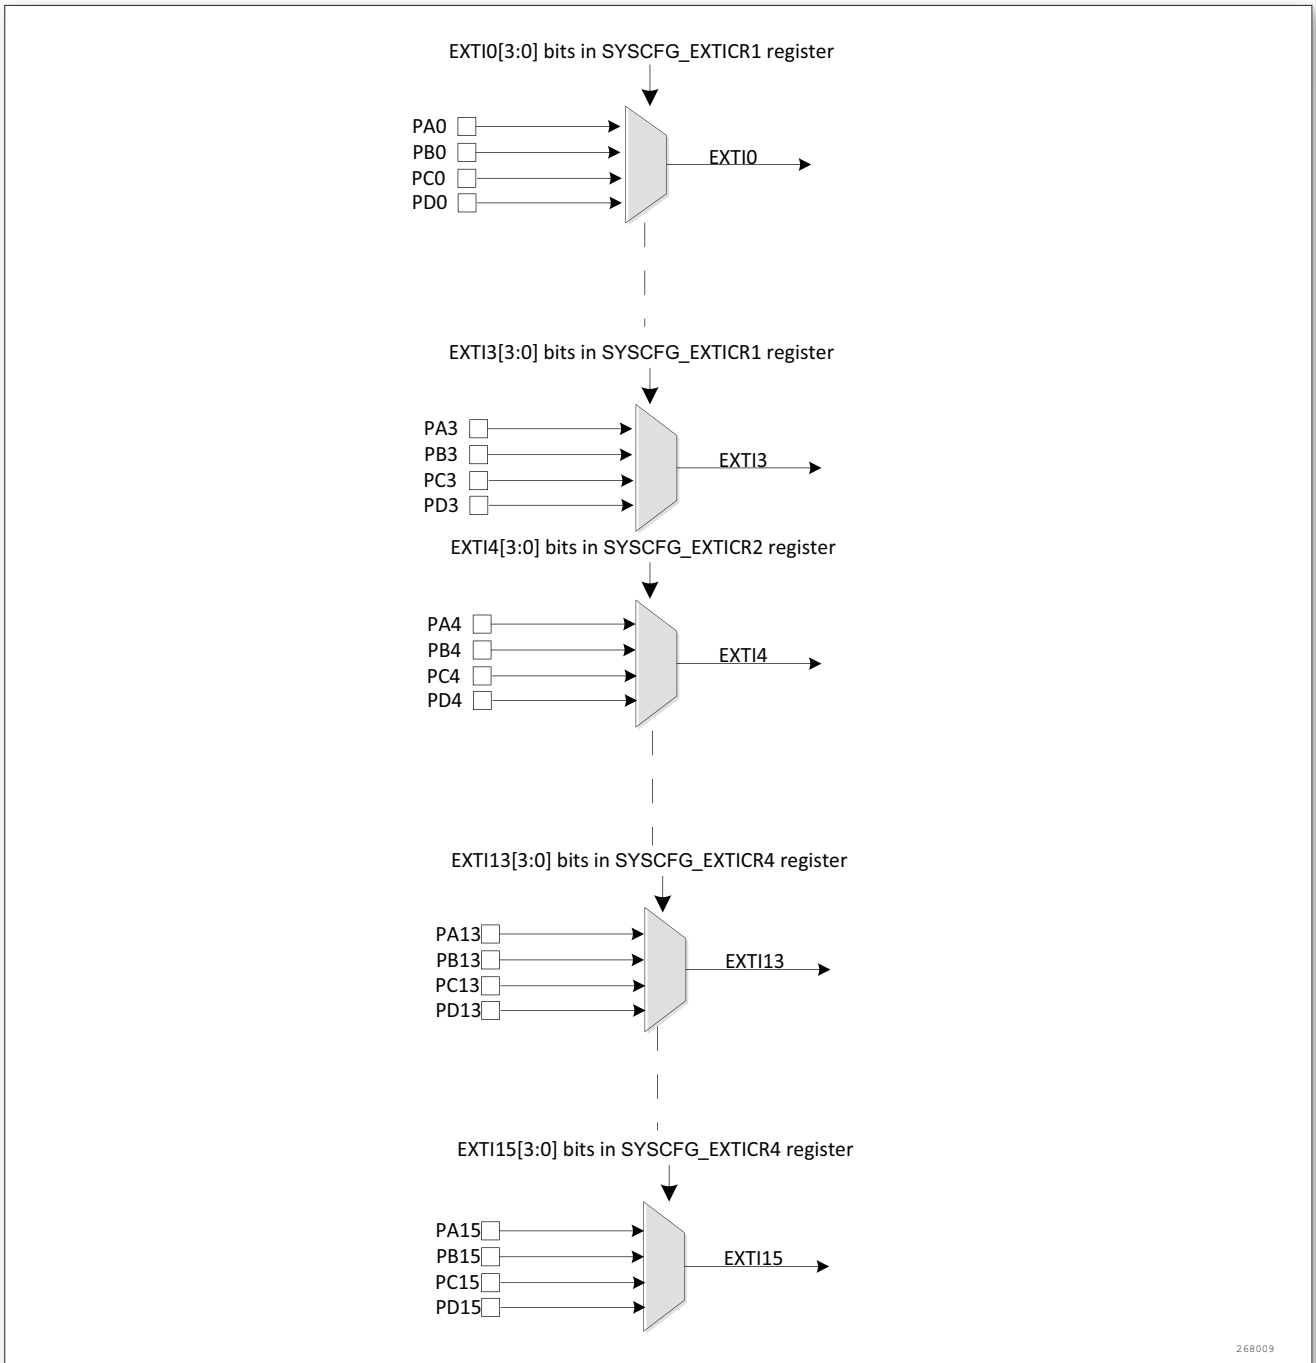 EXTI0[3:0] bits in SYSCFG_EXTICR1 register
PA0
PB0
PC0
PD0
EXTI0
EXTI3[3:0] bits in SYSCFG_EXTICR1 register
PA3
PB3
PC3
PD3
EXTI3
EXTI4[3:0] bits in SYSCFG_EXTICR2 register
PA4
PB4
PC4
PD4
EXTI4
EXTI13[3:0] bits in SYSCFG_EXTICR4 register
PA13
PB13
PC13
PD13
EXTI13
EXTI15[3:0] bits in SYSCFG_EXTICR4 register
PA15
PB15
PC15
PD15
EXTI15
268009